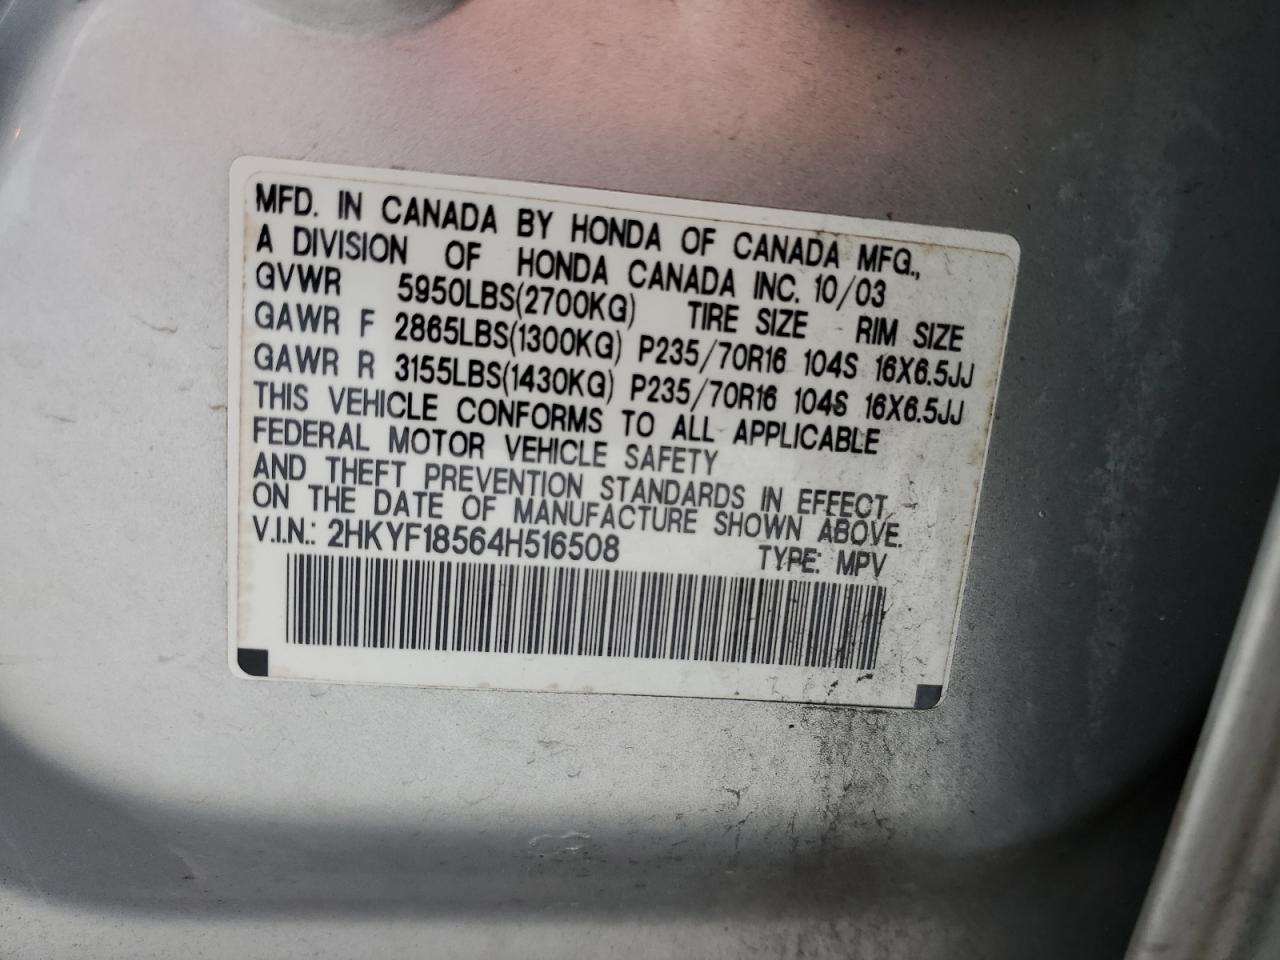 MFD. IN CANADA BY HONDA OF CANADA MFG.,
A DIVISION OF HONDA CANADA INC. 10/03
GVWR 5950LBS(2700KG) TIRE SIZE RIM SIZE
GAWR F 2865LBS(1300KG) P235/70R16 104S 16X6.5JJ
GAWR R 3155LBS(1430KG) P235/70R16 104S 16X6.5JJ
THIS VEHICLE CONFORMS TO ALL APPLICABLE
FEDERAL MOTOR VEHICLE SAFETY
AND THEFT PREVENTION STANDARDS IN EFFECT
ON THE DATE OF MANUFACTURE SHOWN ABOVE.
V.I.N.: 2HKYF18564H516508 TYPE: MPV